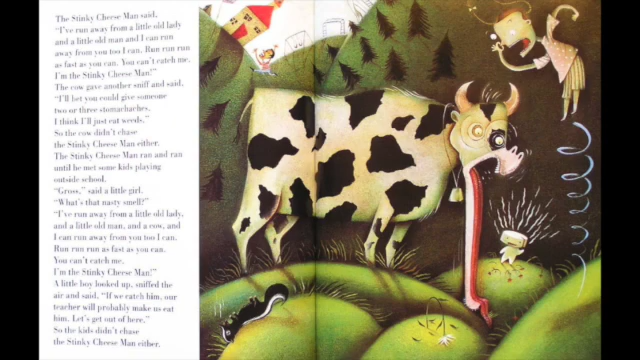 The Stinky Cheese Man said,
"I've run away from a little old lady
and a little old man and I can run
away from you too I can. Run run run
as fast as you can. You can't catch me.
I'm the Stinky Cheese Man!"
The cow gave another sniff and said,
"I'll bet you could give someone
two or three stomachaches.
I think I'll just eat weeds."
So the cow didn't chase
the Stinky Cheese Man either.
The Stinky Cheese Man ran and ran
until he met some kids playing
outside school.
"Gross," said a little girl.
"What's that nasty smell?"
"I've run away from a little old lady,
and a little old man, and a cow, and
I can run away from you too I can.
Run run run as fast as you can.
You can't catch me.
I'm the Stinky Cheese Man!"
A little boy looked up, sniffed the
air and said, "If we catch him, our
teacher will probably make us eat
him. Let's get out of here."
So the kids didn't chase
the Stinky Cheese Man either.